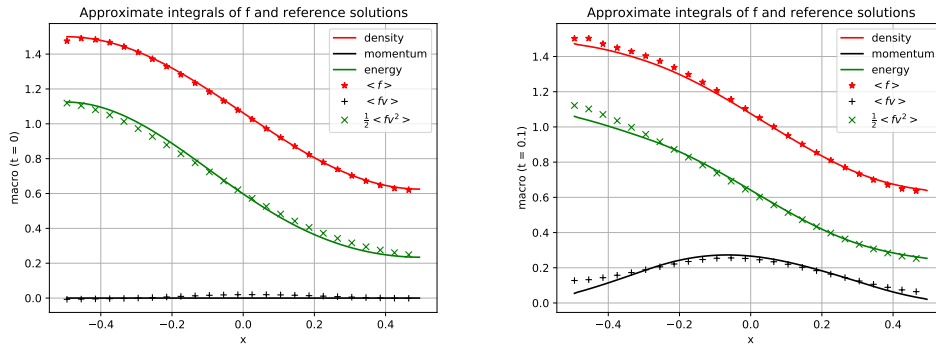 Approximate integrals of f and reference solutions
macro (t = 0)
1.4
1.2
1.0
0.8
0.6
0.4
0.2
0.0
−0.4
−0.2
0.0
0.2
0.4
x
density
momentum
energy
< f >
< fv >
½ < fv² >
Approximate integrals of f and reference solutions
macro (t = 0.1)
1.4
1.2
1.0
0.8
0.6
0.4
0.2
0.0
−0.4
−0.2
0.0
0.2
0.4
x
density
momentum
energy
< f >
< fv >
½ < fv² >